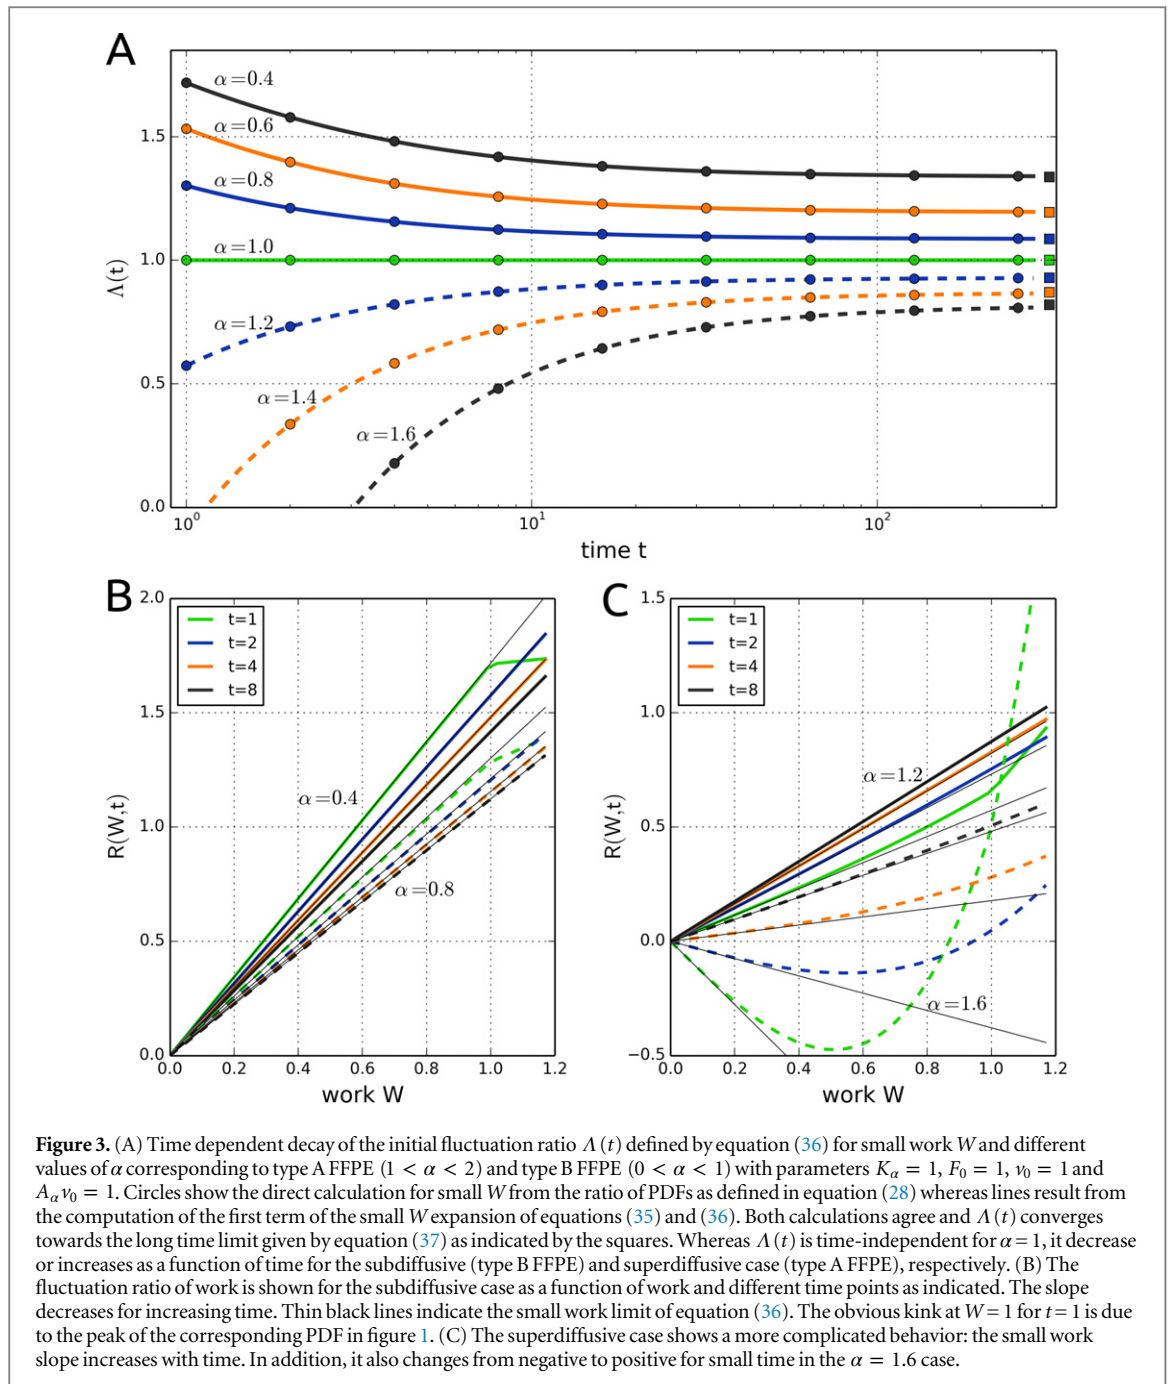 A
α=0.4
α=0.6
α=0.8
α=1.0
α=1.2
α=1.4
α=1.6
1.5
1.0
0.5
0.0
Λ(t)
10⁰
10¹
10²
time t
B
2.0
1.5
1.0
0.5
0.0
R(W,t)
t=1
t=2
t=4
t=8
α=0.4
α=0.8
0.0 0.2 0.4 0.6 0.8 1.0 1.2
work W
C
1.5
1.0
0.5
0.0
−0.5
R(W,t)
t=1
t=2
t=4
t=8
α=1.2
α=1.6
0.0 0.2 0.4 0.6 0.8 1.0 1.2
work W
Figure 3. (A) Time dependent decay of the initial fluctuation ratio Λ (t) defined by equation (36) for small work W and different
values of α corresponding to type A FFPE (1 < α < 2) and type B FFPE (0 < α < 1) with parameters Kα = 1, F₀ = 1, ν₀ = 1 and
Aαν₀ = 1. Circles show the direct calculation for small W from the ratio of PDFs as defined in equation (28) whereas lines result from
the computation of the first term of the small W expansion of equations (35) and (36). Both calculations agree and Λ (t) converges
towards the long time limit given by equation (37) as indicated by the squares. Whereas Λ (t) is time-independent for α = 1, it decrease
or increases as a function of time for the subdiffusive (type B FFPE) and superdiffusive case (type A FFPE), respectively. (B) The
fluctuation ratio of work is shown for the subdiffusive case as a function of work and different time points as indicated. The slope
decreases for increasing time. Thin black lines indicate the small work limit of equation (36). The obvious kink at W = 1 for t = 1 is due
to the peak of the corresponding PDF in figure 1. (C) The superdiffusive case shows a more complicated behavior: the small work
slope increases with time. In addition, it also changes from negative to positive for small time in the α = 1.6 case.